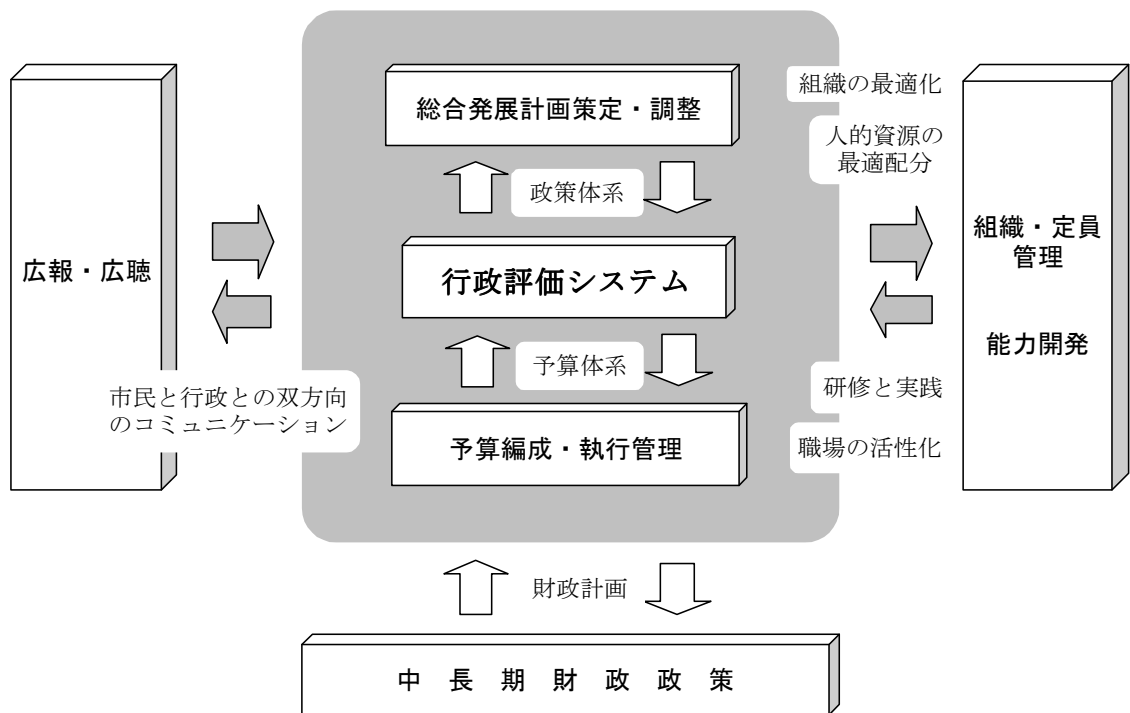 総合発展計画策定・調整
政策体系
行政評価システム
予算体系
予算編成・執行管理
広報・広聴
市民と行政との双方向
のコミュニケーション
組織の最適化
人的資源の
最適配分
組織・定員
管理
能力開発
研修と実践
職場の活性化
財政計画
中長期財政政策